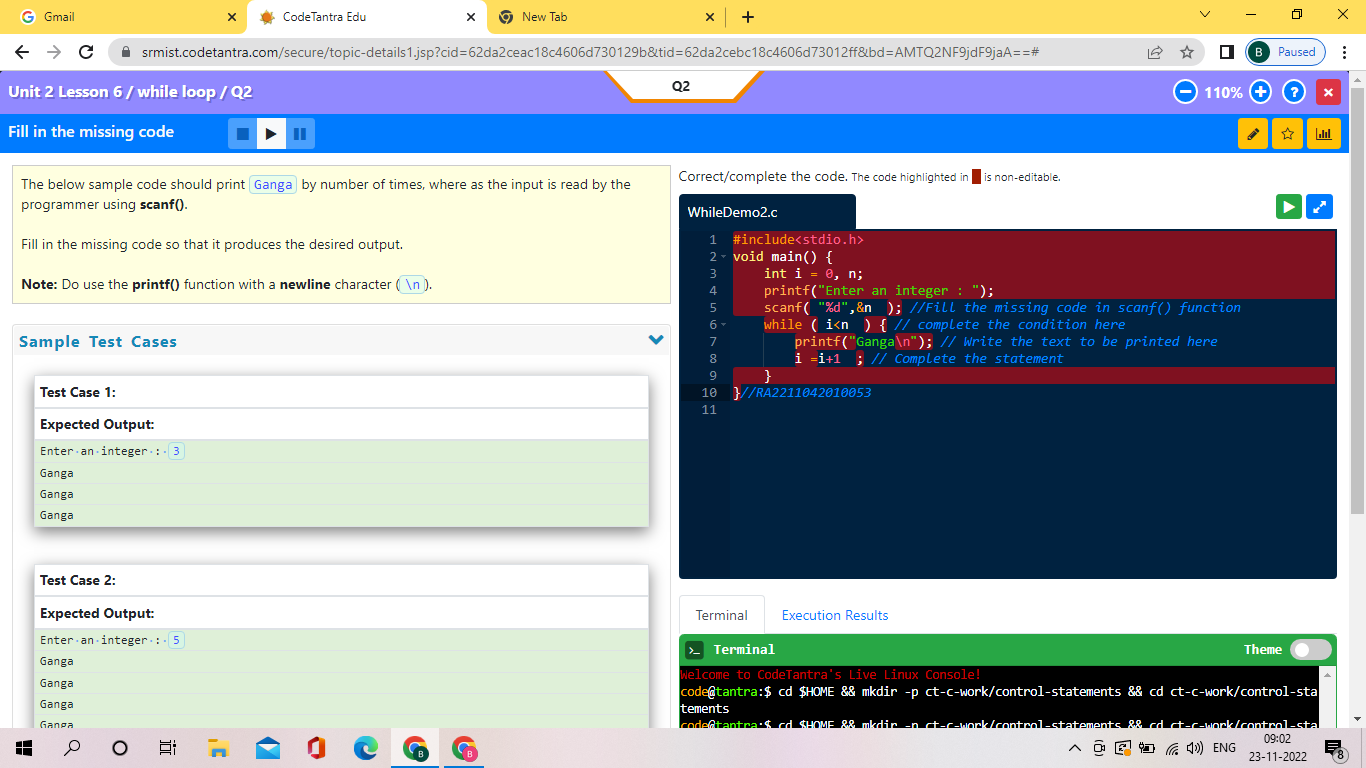 Gmail
CodeTantra Edu
New Tab
srmist.codetantra.com/secure/topic-details1.jsp?cid=62da2ceac18c4606d730129b&tid=62da2cebc18c4606d73012ff&bd=AMTQ2NF9jdF9jaA==#
B Paused
Unit 2 Lesson 6 / while loop / Q2
Q2
110%
Fill in the missing code
The below sample code should print Ganga by number of times, where as the input is read by the
programmer using scanf().
Fill in the missing code so that it produces the desired output.
Note: Do use the printf() function with a newline character ( \n ).
Sample Test Cases
Test Case 1:
Expected Output:
Enter·an·integer·:· 3
Ganga
Ganga
Ganga
Test Case 2:
Expected Output:
Enter·an·integer·:· 5
Ganga
Ganga
Ganga
Ganga
Correct/complete the code. The code highlighted in is non-editable.
WhileDemo2.c
1 #include<stdio.h>
2 void main() {
3 int i = 0, n;
4 printf("Enter an integer : ");
5 scanf( "%d",&n ); //Fill the missing code in scanf() function
6 while ( i<n ) { // complete the condition here
7 printf("Ganga\n"); // Write the text to be printed here
8 i =i+1 ; // Complete the statement
9 }
10 }//RA2211042010053
11
Terminal
Execution Results
>_ Terminal
Theme
Welcome to CodeTantra's Live Linux Console!
code@tantra:$ cd $HOME && mkdir -p ct-c-work/control-statements && cd ct-c-work/control-sta
tements
code@tantra:$ cd $HOME && mkdir -p ct-c-work/control-statements && cd ct-c-work/control-sta
B
B
ENG
09:02
23-11-2022
8